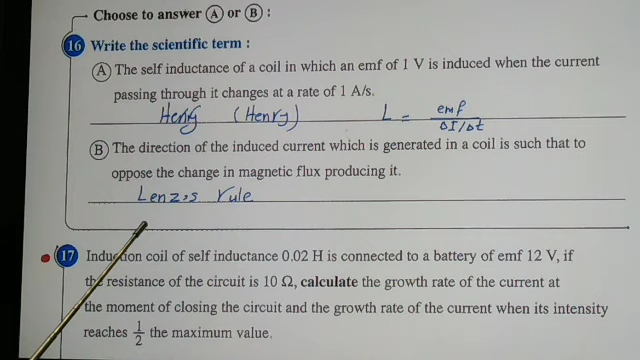 Choose to answer A or B :
16 Write the scientific term :
A The self inductance of a coil in which an emf of 1 V is induced when the current
passing through it changes at a rate of 1 A/s.
Henry (Henry) L = emf / ΔI/Δt
B The direction of the induced current which is generated in a coil is such that to
oppose the change in magnetic flux producing it.
Lenz,s rule
17 Induction coil of self inductance 0.02 H is connected to a battery of emf 12 V, if
the resistance of the circuit is 10 Ω, calculate the growth rate of the current at
the moment of closing the circuit and the growth rate of the current when its intensity
reaches 1/2 the maximum value.